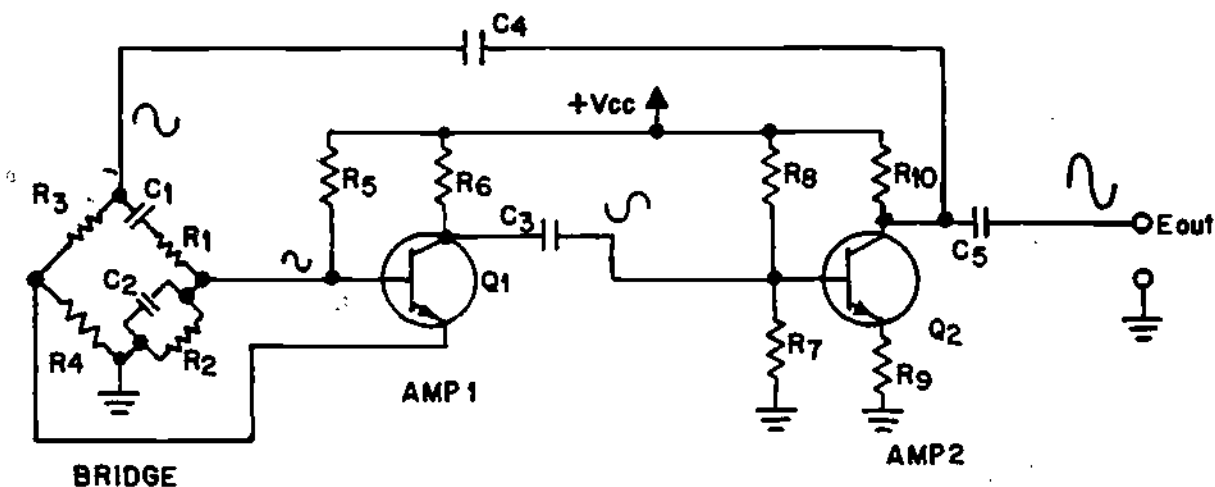 C4
+Vcc
R3
C1
R5
R6
R8
R10
C3
Eout
R1
C5
C2
Q1
Q2
R4
R2
R7
R9
AMP 1
AMP2
BRIDGE